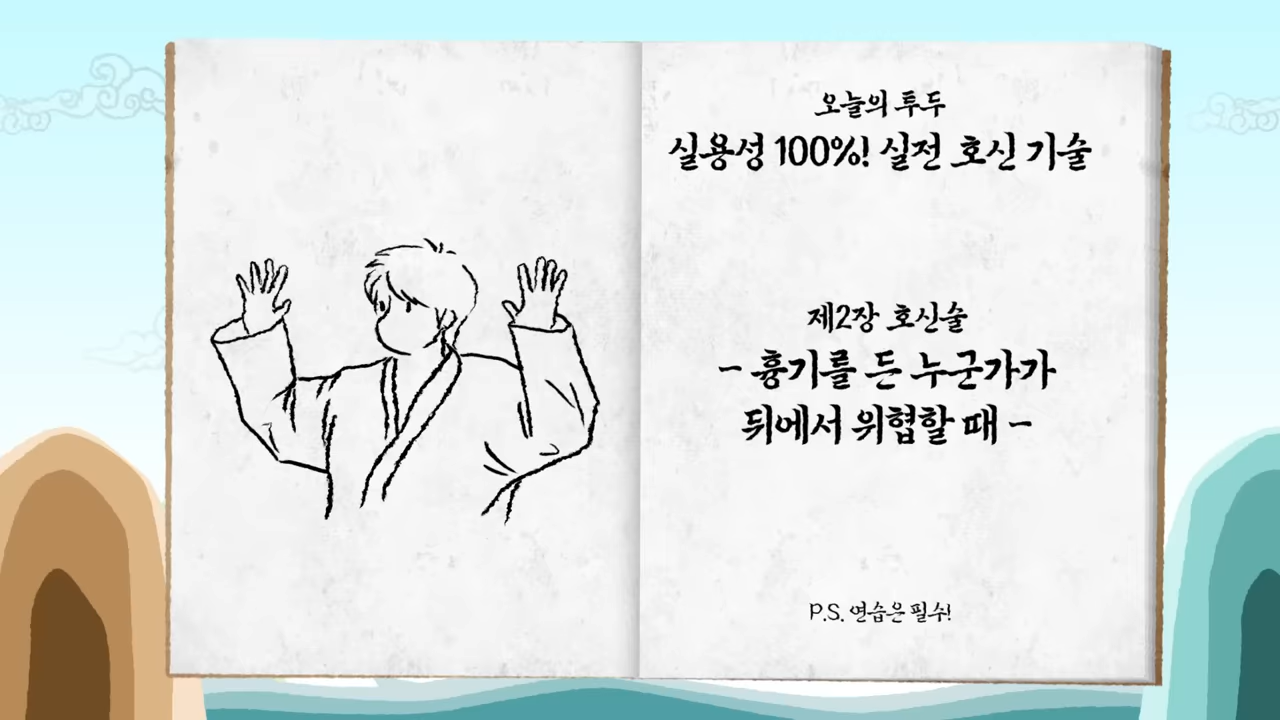 오늘의 투두
실용성 100%! 실전 호신 기술
제2장 호신술
- 흉기를 든 누군가가
뒤에서 위협할 때 -
P.S. 연습은 필수!